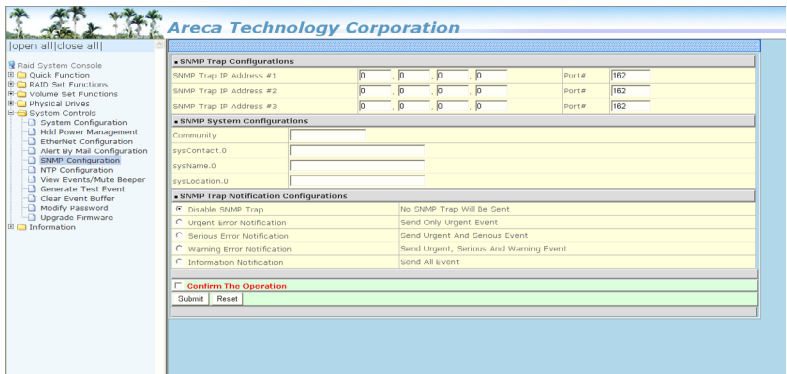 Areca Technology Corporation
|open all|close all|
Raid System Console
Quick Function
RAID Set Functions
Volume Set Functions
Physical Drives
System Controls
System Configuration
Hdd Power Management
EtherNet Configuration
Alert By Mail Configuration
SNMP Configuration
NTP Configuration
View Events/Mute Beeper
Generate Test Event
Clear Event Buffer
Modify Password
Upgrade Firmware
Information
SNMP Trap Configurations
SNMP Trap IP Address #1 0 . 0 . 0 . 0 Port# 162
SNMP Trap IP Address #2 0 . 0 . 0 . 0 Port# 162
SNMP Trap IP Address #3 0 . 0 . 0 . 0 Port# 162
SNMP System Configurations
Community
sysContact.0
sysName.0
sysLocation.0
SNMP Trap Notification Configurations
Disable SNMP Trap No SNMP Trap Will Be Sent
Urgent Error Notification Send Only Urgent Event
Serious Error Notification Send Urgent And Serious Event
Warning Error Notification Send Urgent, Serious And Warning Event
Information Notification Send All Event
Confirm The Operation
Submit Reset